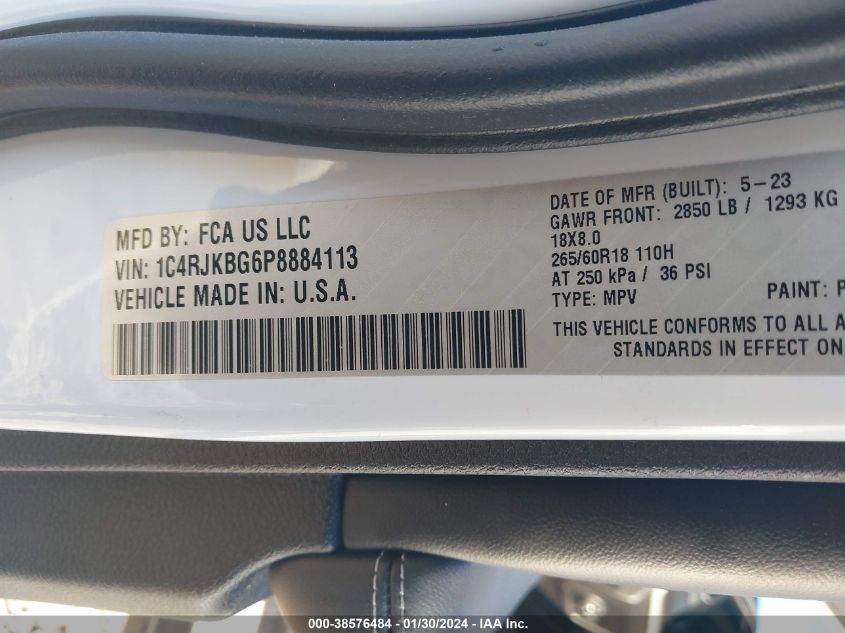 MFD BY: FCA US LLC
VIN: 1C4RJKBG6P8884113
VEHICLE MADE IN: U.S.A.
DATE OF MFR (BUILT): 5-23
GAWR FRONT: 2850 LB / 1293 KG
18X8.0
265/60R18 110H
AT 250 kPa / 36 PSI
TYPE: MPV
PAINT: P
THIS VEHICLE CONFORMS TO ALL A
STANDARDS IN EFFECT ON
000-38576484 - 01/30/2024 - IAA Inc.